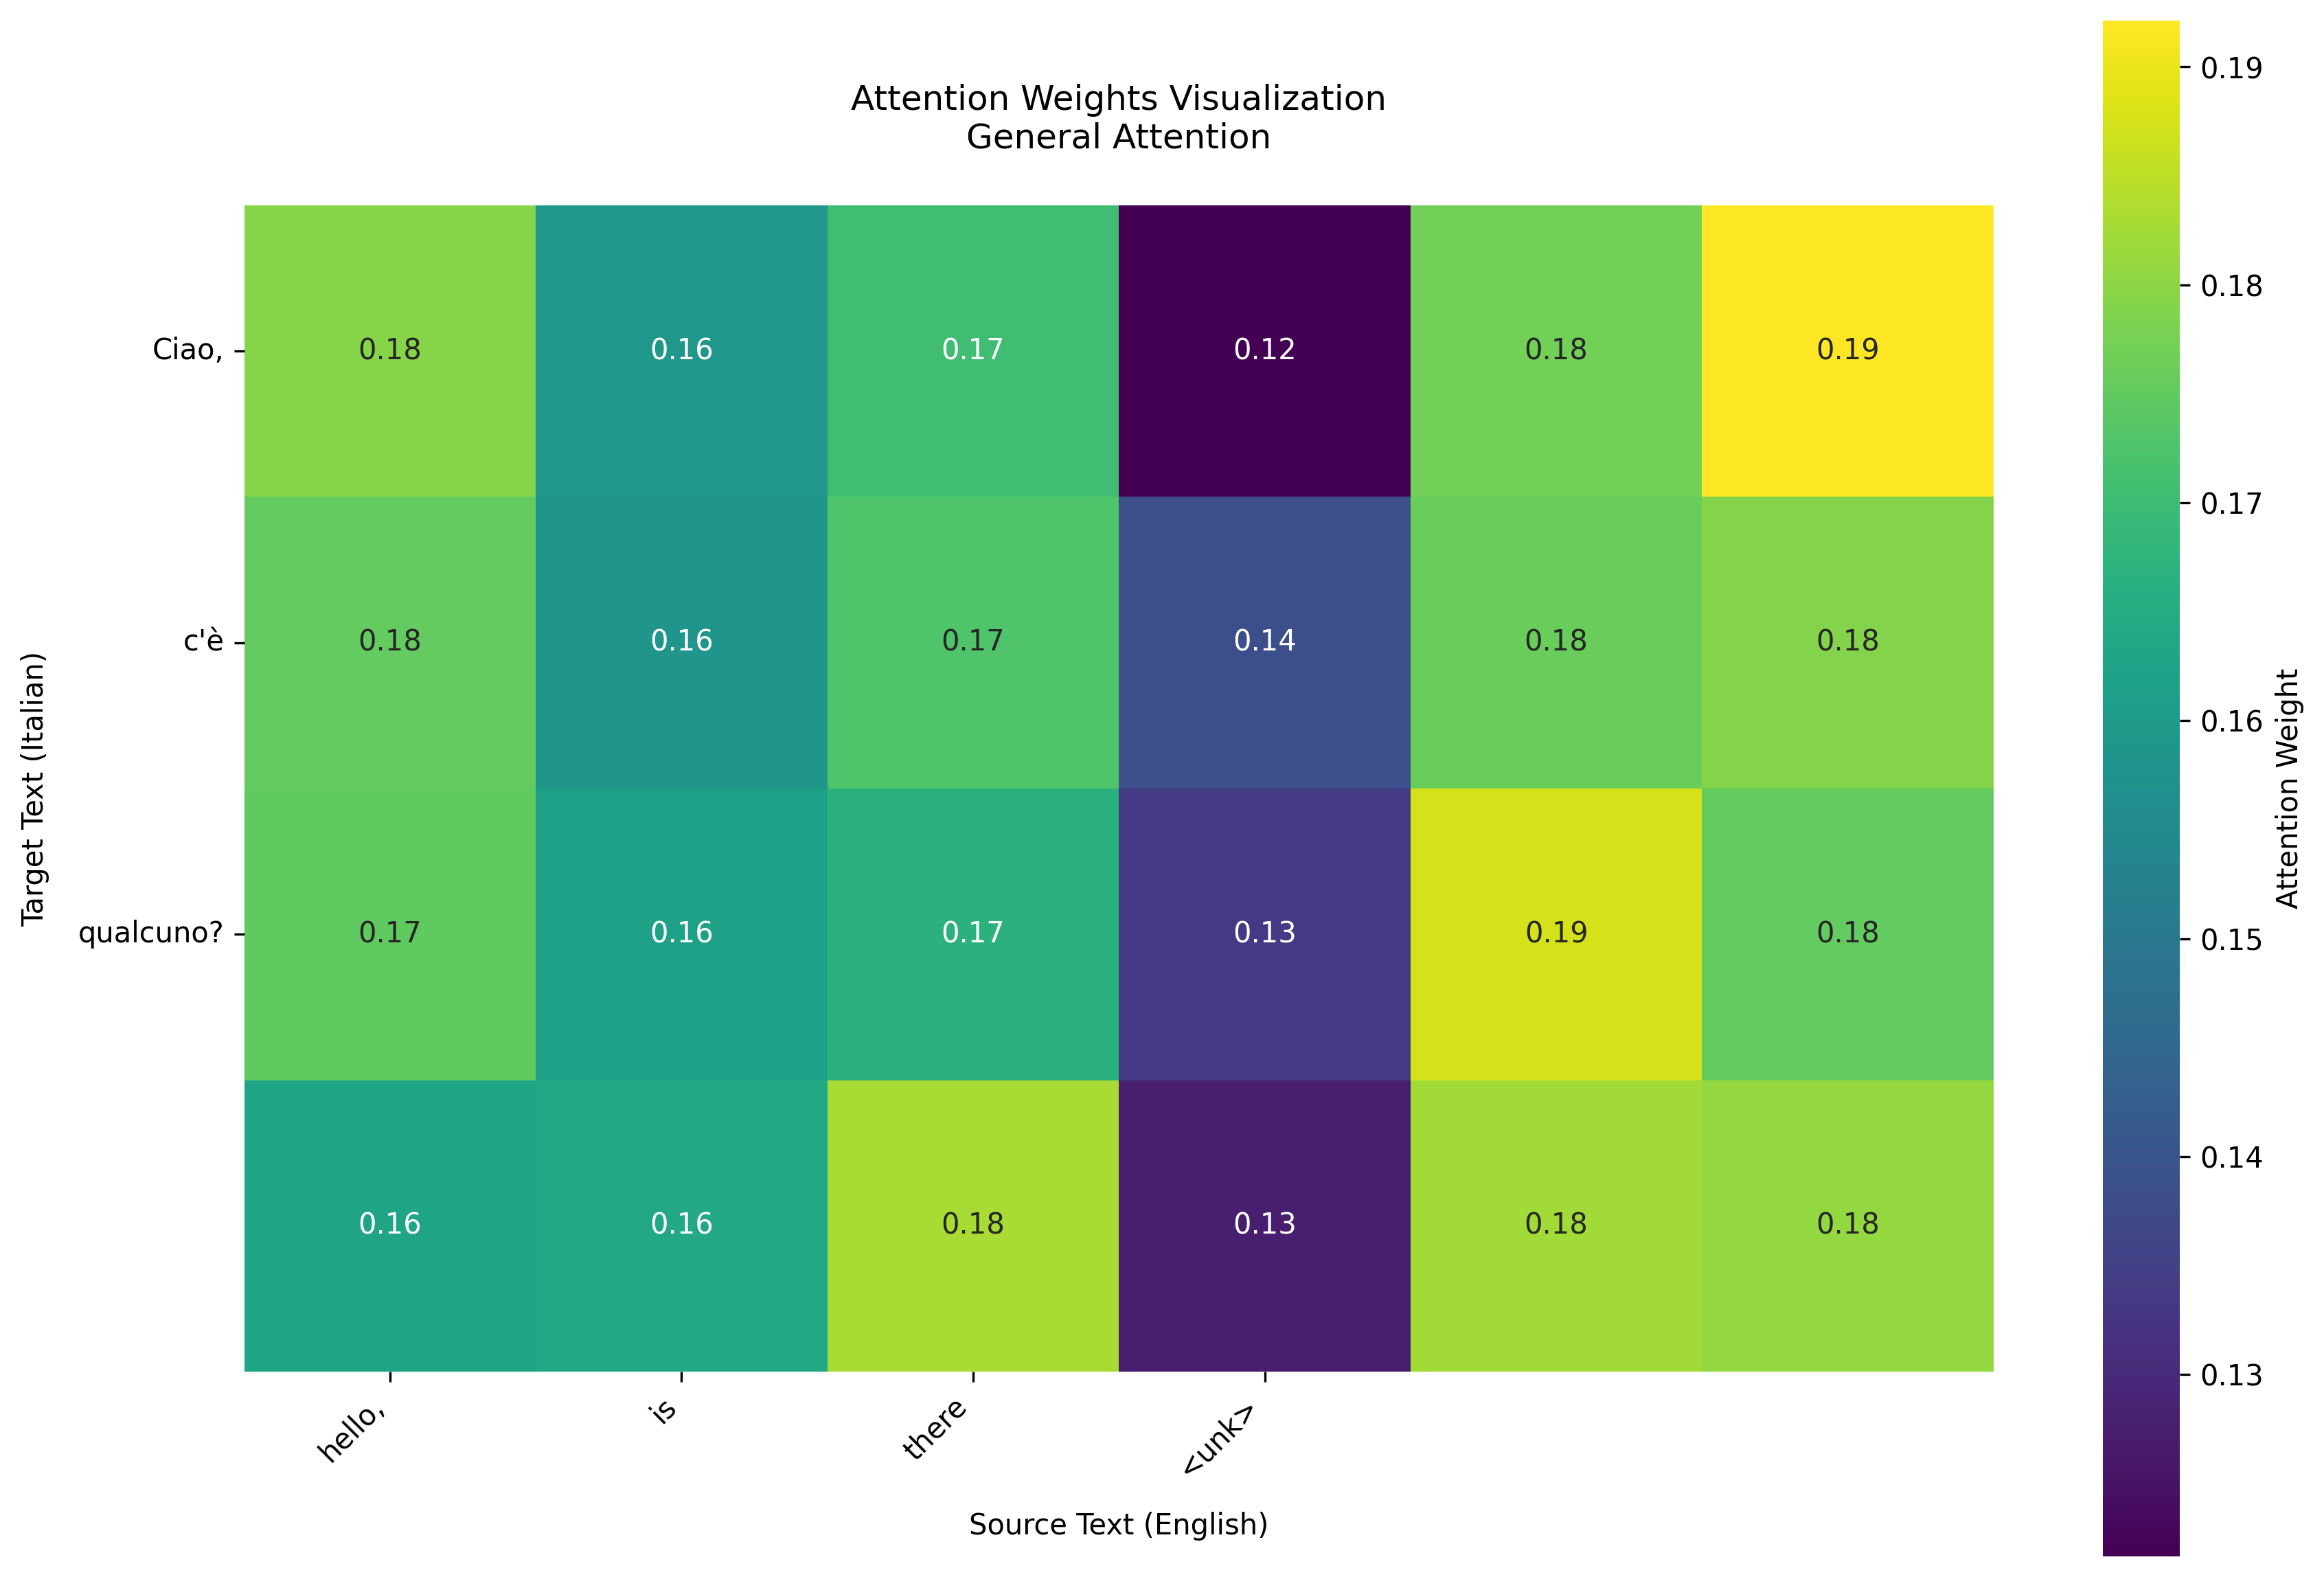 Attention Weights Visualization
General Attention
Target Text (Italian)
Ciao, 0.18 0.16 0.17 0.12 0.18 0.19
c'è 0.18 0.16 0.17 0.14 0.18 0.18
qualcuno? 0.17 0.16 0.17 0.13 0.19 0.18
0.16 0.16 0.18 0.13 0.18 0.18
hello, is there <unk>
Source Text (English)
0.19
0.18
0.17
0.16
0.15
0.14
0.13
Attention Weight